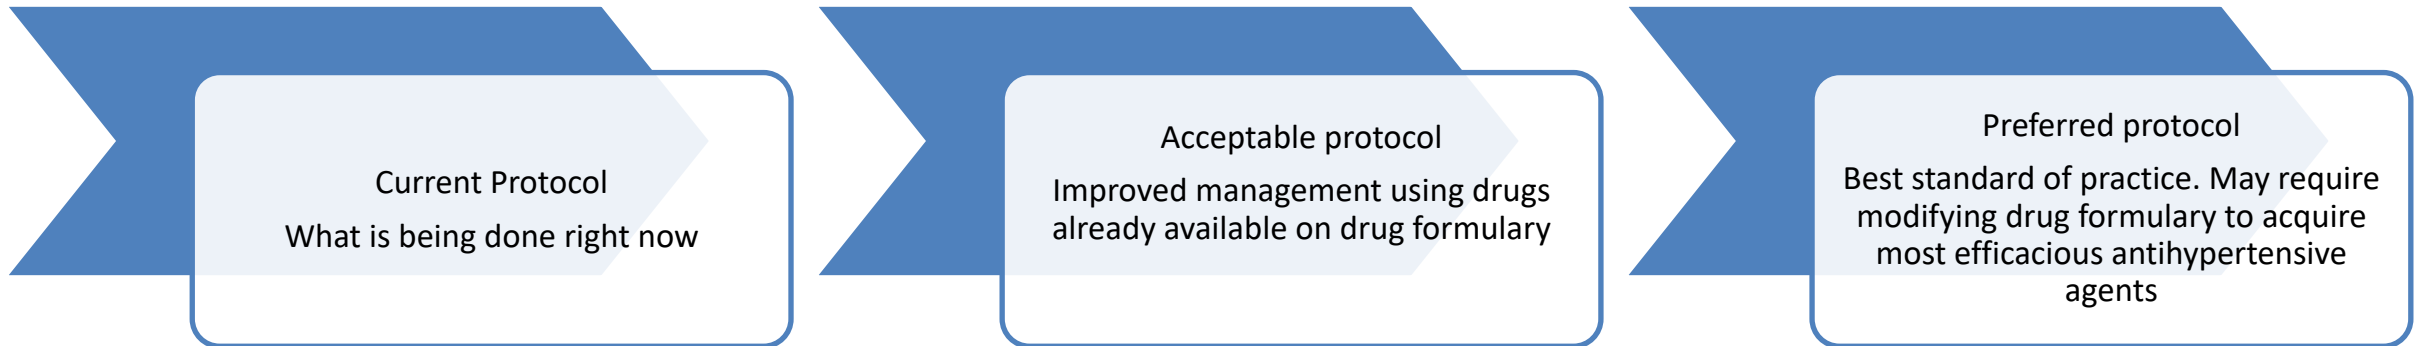 Current Protocol
What is being done right now
Acceptable protocol
Improved management using drugs
already available on drug formulary
Preferred protocol
Best standard of practice. May require
modifying drug formulary to acquire
most efficacious antihypertensive
agents